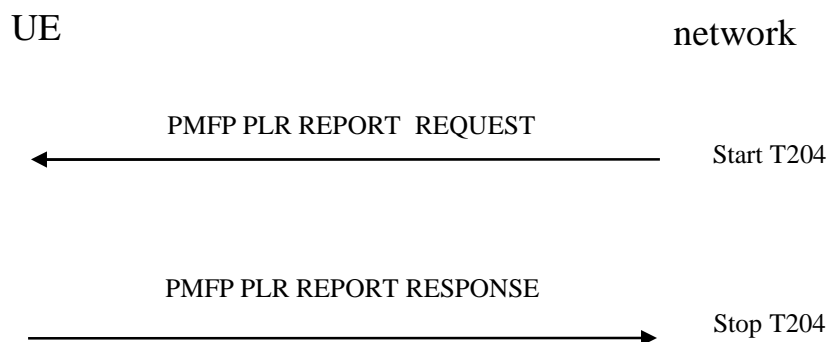 UE
network
PMFP PLR REPORT REQUEST
Start T204
PMFP PLR REPORT RESPONSE
Stop T204